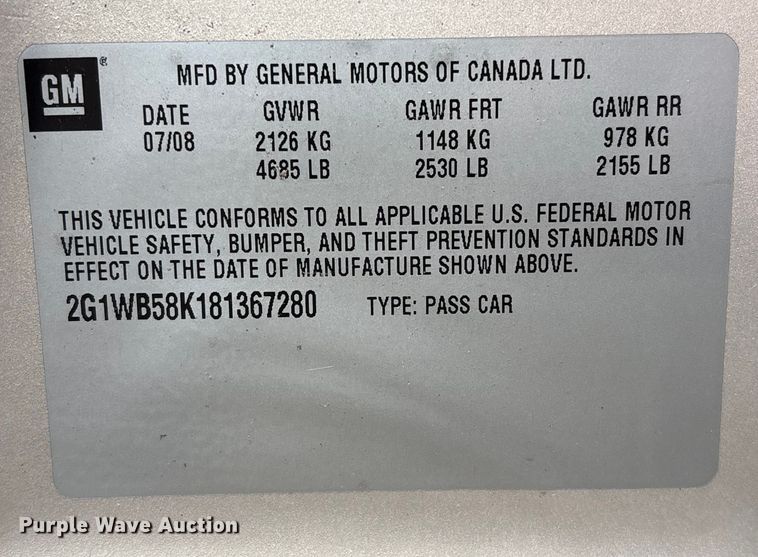 GM ®
MFD BY GENERAL MOTORS OF CANADA LTD.
DATE GVWR GAWR FRT GAWR RR
07/08 2126 KG 1148 KG 978 KG
4685 LB 2530 LB 2155 LB
THIS VEHICLE CONFORMS TO ALL APPLICABLE U.S. FEDERAL MOTOR
VEHICLE SAFETY, BUMPER, AND THEFT PREVENTION STANDARDS IN
EFFECT ON THE DATE OF MANUFACTURE SHOWN ABOVE.
2G1WB58K181367280 TYPE: PASS CAR
Purple Wave Auction